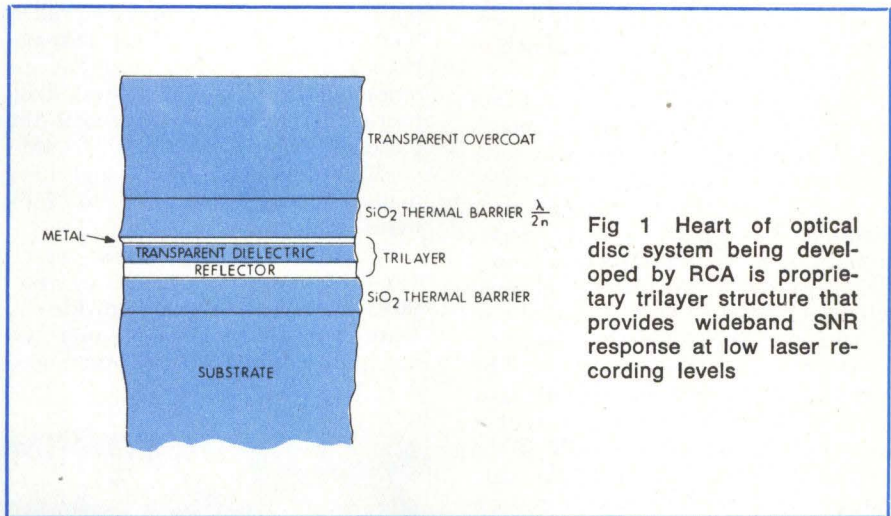 TRANSPARENT OVERCOAT
SiO₂ THERMAL BARRIER λ/2n
METAL
TRANSPARENT DIELECTRIC
TRILAYER
REFLECTOR
SiO₂ THERMAL BARRIER
SUBSTRATE
Fig 1 Heart of optical
disc system being devel-
oped by RCA is proprie-
tary trilayer structure that
provides wideband SNR
response at low laser re-
cording levels